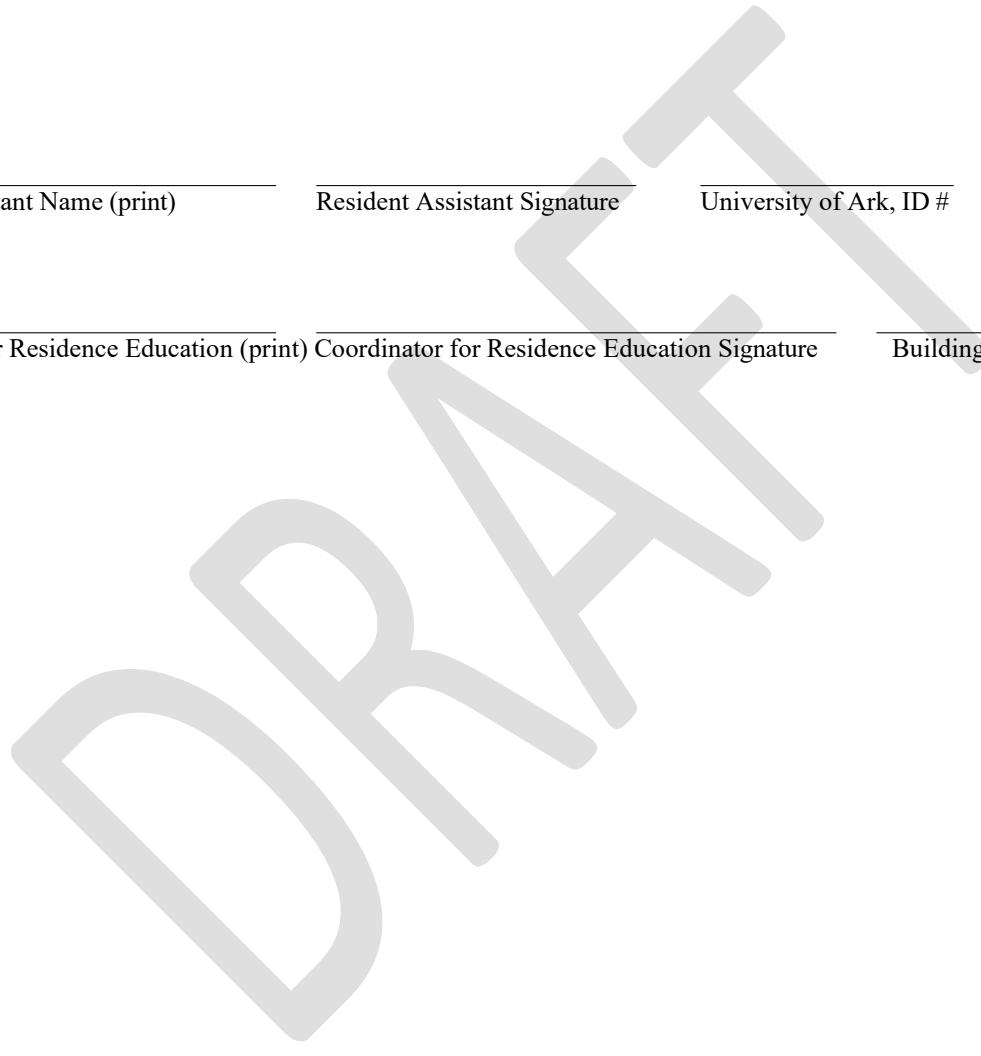 ant Name (print) Resident Assistant Signature University of Ark, ID #
r Residence Education (print) Coordinator for Residence Education Signature Building
DRAFT